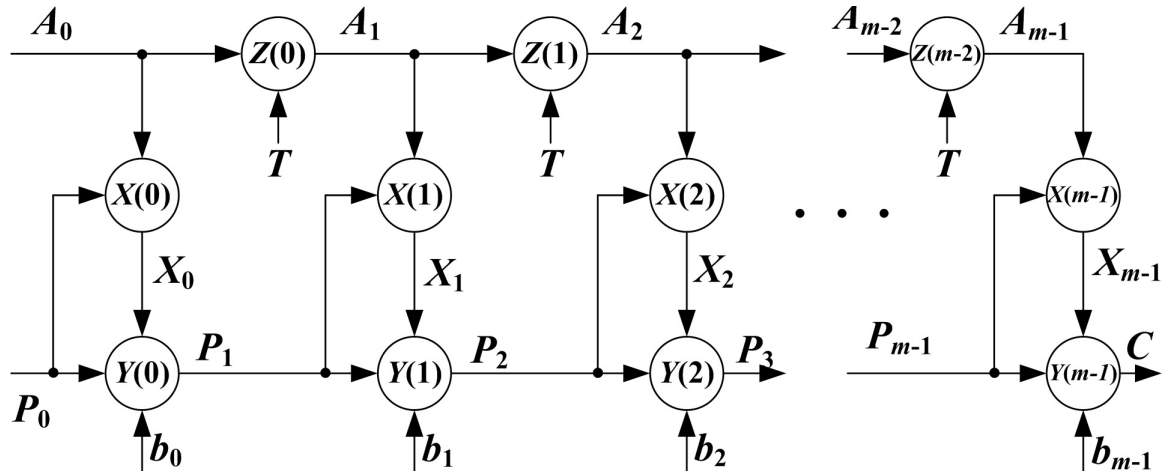 A₀ A₁ A₂ Aₘ₋₂ Aₘ₋₁
Z(0) Z(1) Z(m-2)
T T T
X(0) X(1) X(2) . . . X(m-1)
X₀ X₁ X₂ Xₘ₋₁
P₁ P₂ P₃ Pₘ₋₁ C
Y(0) Y(1) Y(2) Y(m-1)
P₀
b₀ b₁ b₂ bₘ₋₁